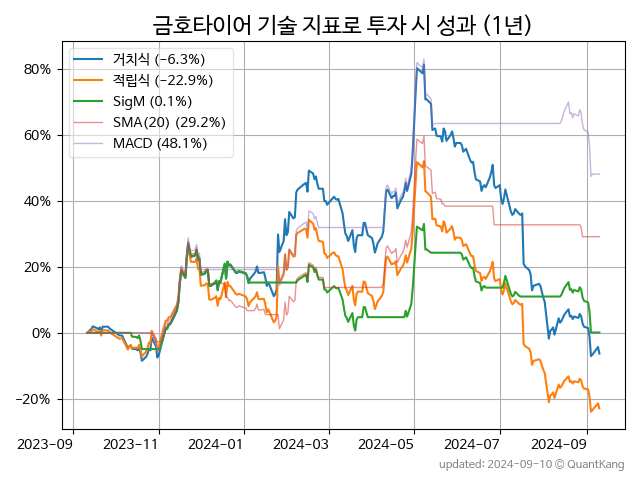 금호타이어 기술 지표로 투자 시 성과 (1년)
거치식 (−6.3%)
적립식 (−22.9%)
SigM (0.1%)
SMA(20) (29.2%)
MACD (48.1%)
80%
60%
40%
20%
0%
−20%
2023-09 2023-11 2024-01 2024-03 2024-05 2024-07 2024-09
updated: 2024-09-10 ⓒ QuantKang